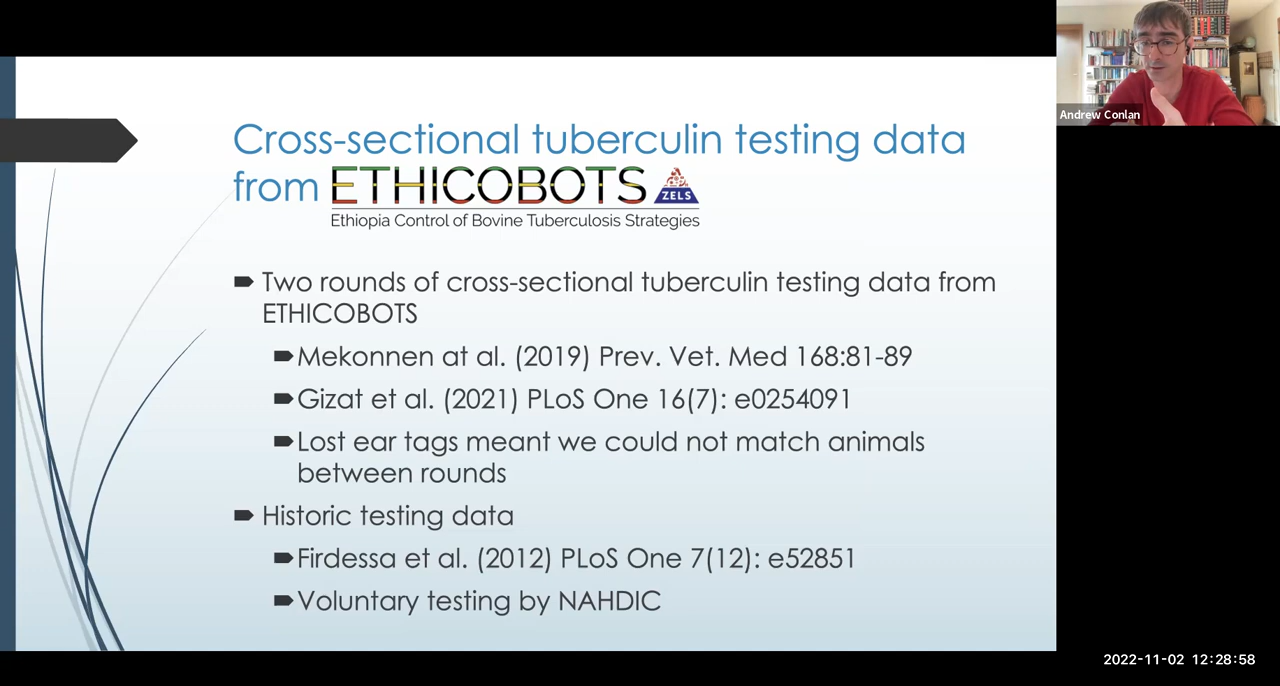 Andrew Conlan
Cross-sectional tuberculin testing data
from ETHICOBOTS ZELS
Ethiopia Control of Bovine Tuberculosis Strategies
Two rounds of cross-sectional tuberculin testing data from
ETHICOBOTS
Mekonnen at al. (2019) Prev. Vet. Med 168:81-89
Gizat et al. (2021) PLoS One 16(7): e0254091
Lost ear tags meant we could not match animals
between rounds
Historic testing data
Firdessa et al. (2012) PLoS One 7(12): e52851
Voluntary testing by NAHDIC
2022-11-02 12:28:58